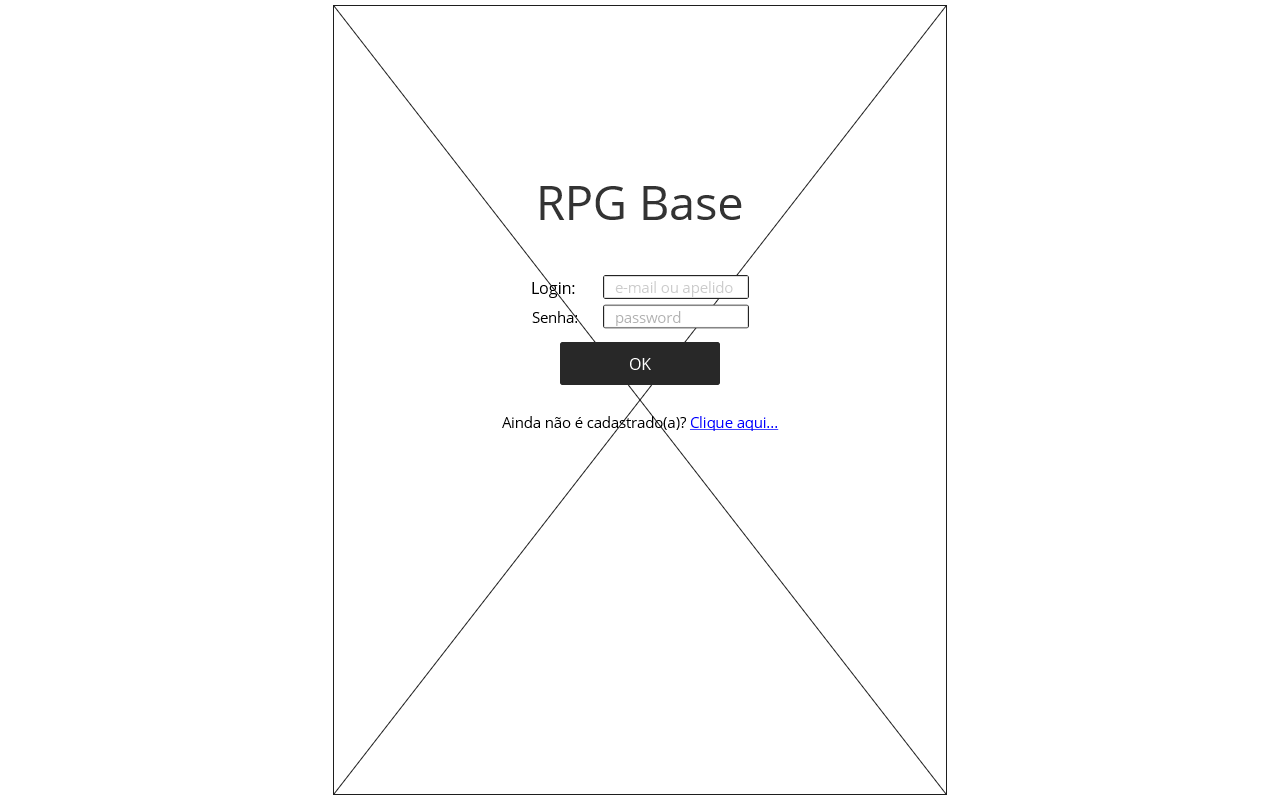 RPG Base
Login: e-mail ou apelido
Senha: password
OK
Ainda não é cadastrado(a)? Clique aqui...